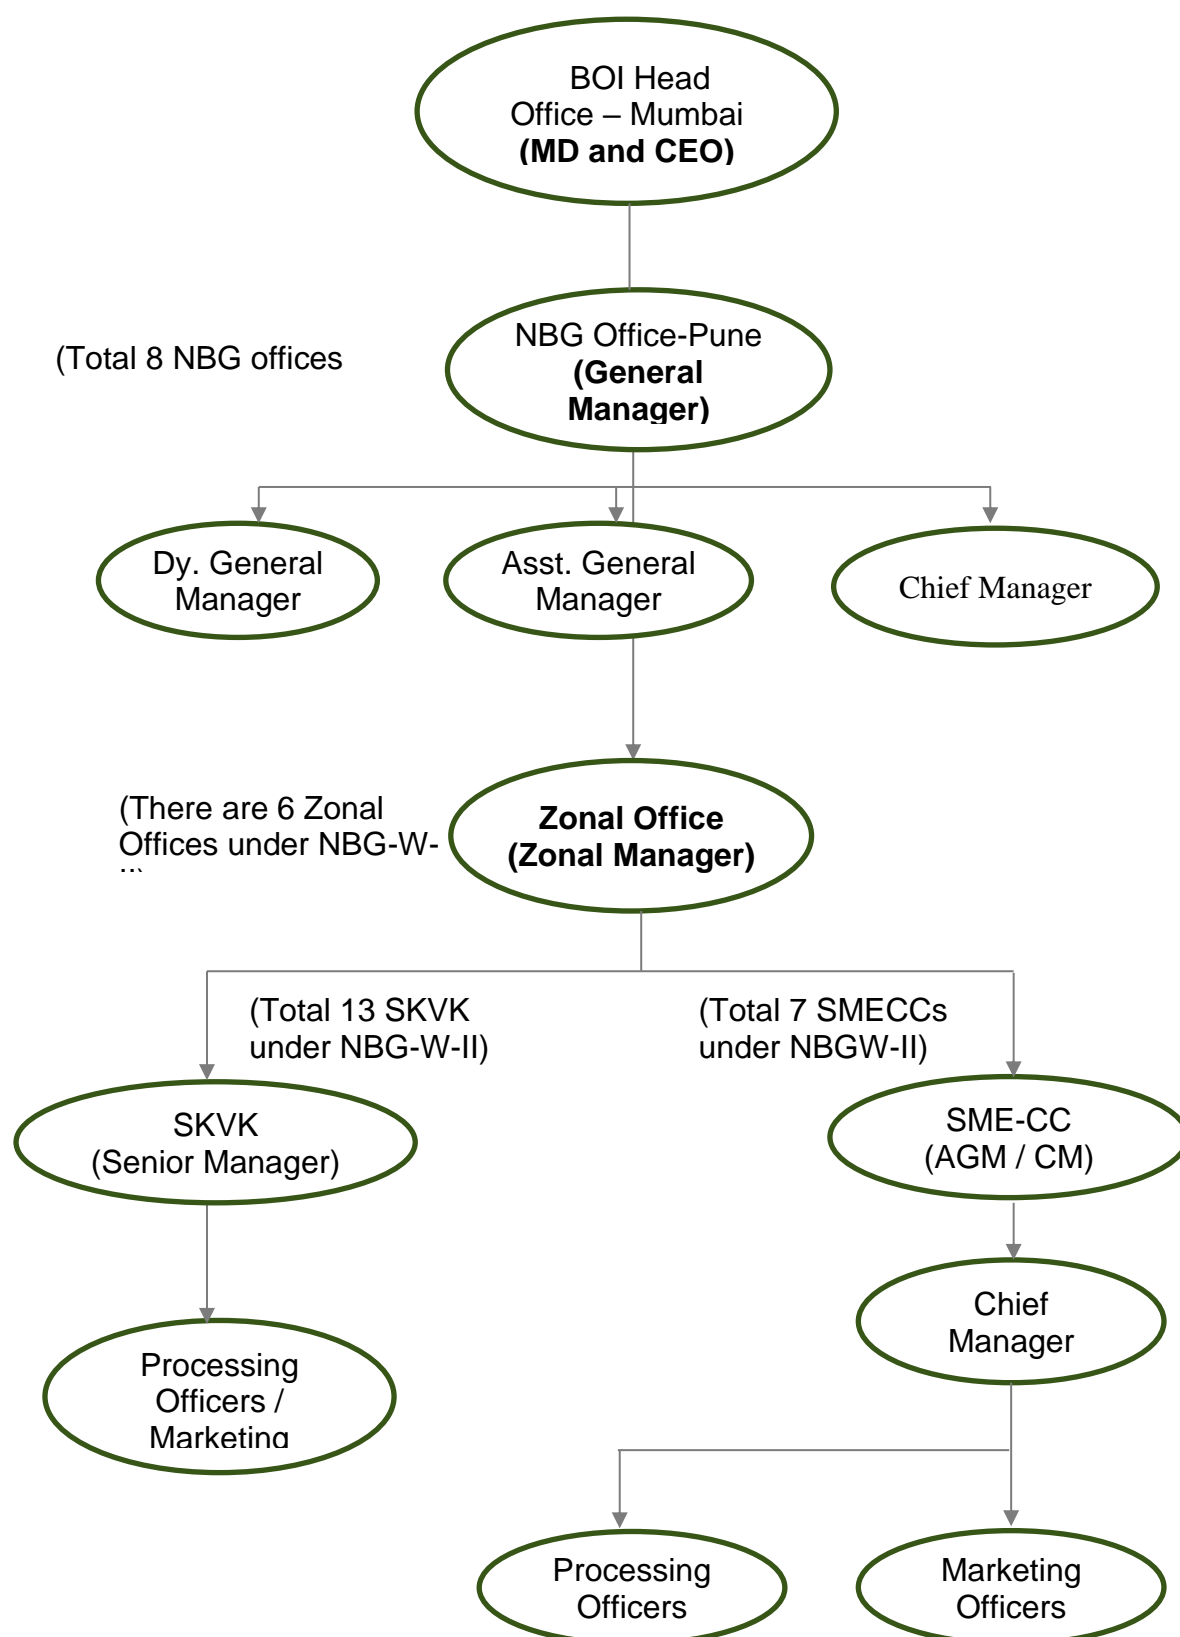 BOI Head
Office – Mumbai
(MD and CEO)
(Total 8 NBG offices
NBG Office-Pune
(General
Manager)
Dy. General
Manager
Asst. General
Manager
Chief Manager
(There are 6 Zonal
Offices under NBG-W-
II)
Zonal Office
(Zonal Manager)
(Total 13 SKVK
under NBG-W-II)
(Total 7 SMECCs
under NBGW-II)
SKVK
(Senior Manager)
SME-CC
(AGM / CM)
Chief
Manager
Processing
Officers /
Marketing
Processing
Officers
Marketing
Officers